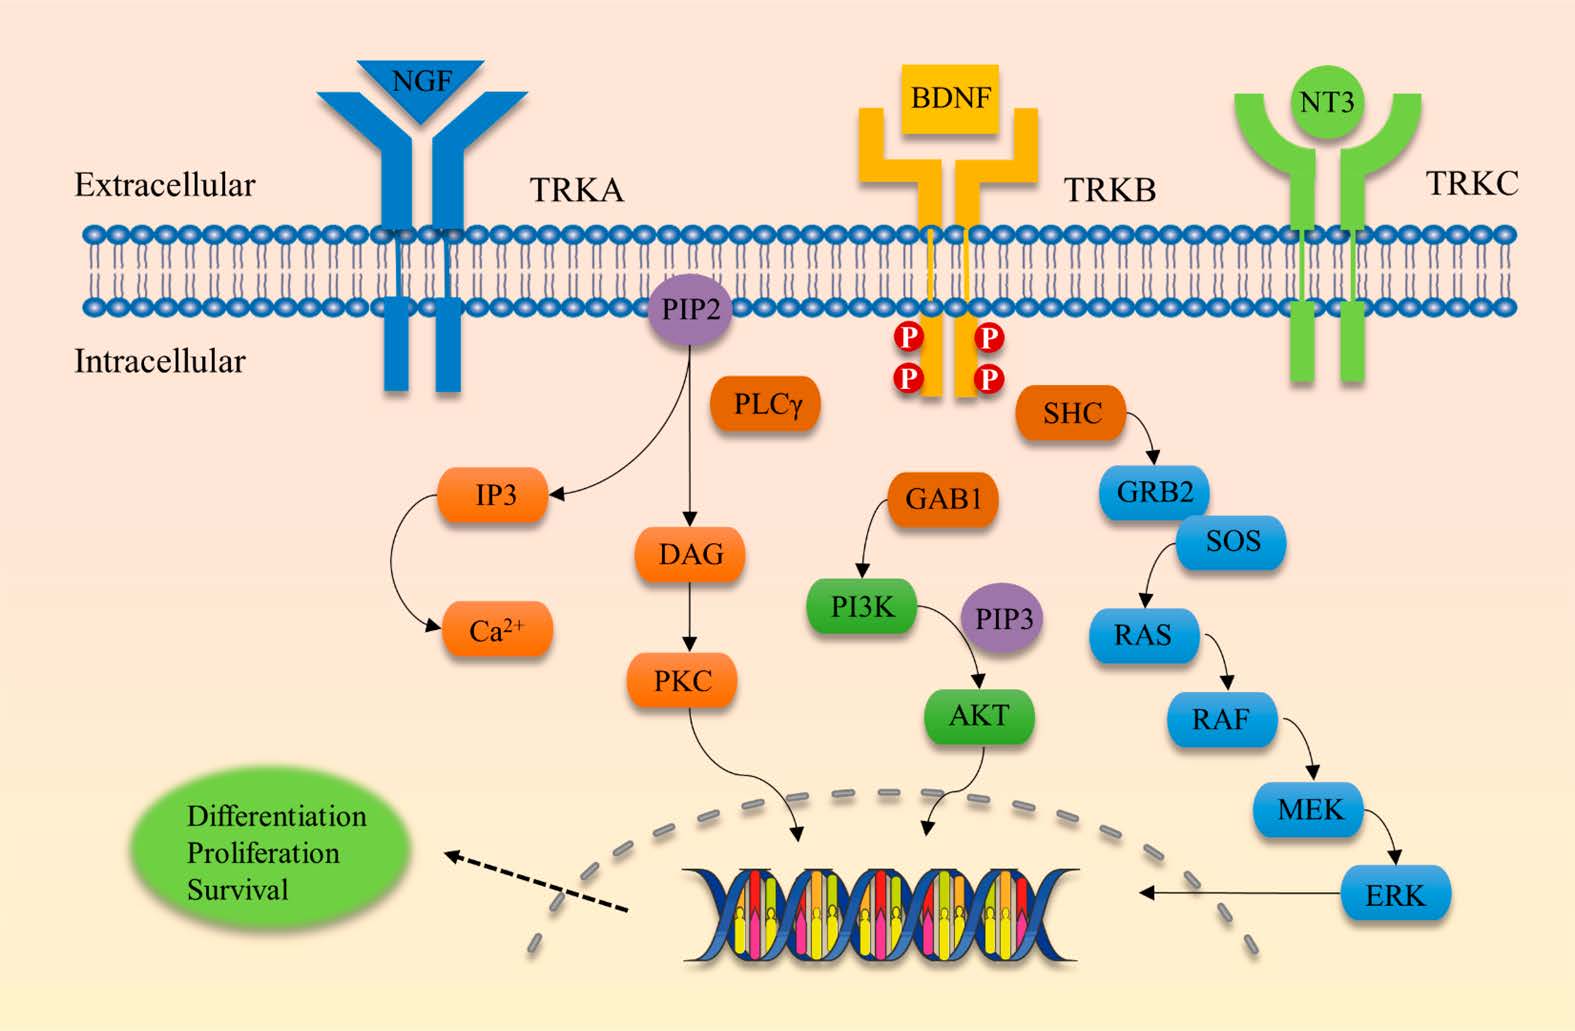 NGF
BDNF
NT3
Extracellular
TRKA
TRKB
TRKC
PIP2
Intracellular
P
P
P
P
PLCγ
SHC
IP3
GAB1
GRB2
SOS
DAG
PI3K
PIP3
Ca²⁺
RAS
PKC
AKT
RAF
MEK
Differentiation
Proliferation
Survival
ERK